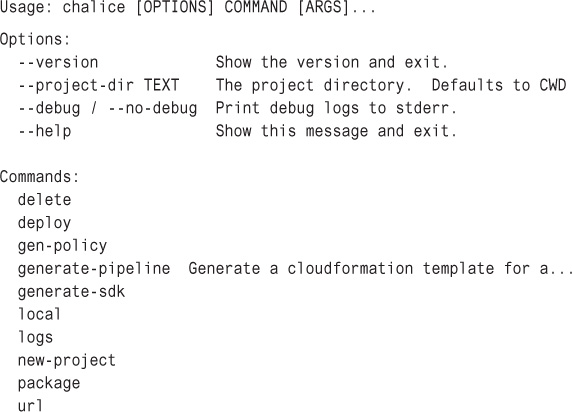 Usage: chalice [OPTIONS] COMMAND [ARGS]...
Options:
  --version             Show the version and exit.
  --project-dir TEXT    The project directory.  Defaults to CWD
  --debug / --no-debug  Print debug logs to stderr.
  --help                Show this message and exit.

Commands:
  delete
  deploy
  gen-policy
  generate-pipeline  Generate a cloudformation template for a...
  generate-sdk
  local
  logs
  new-project
  package
  url